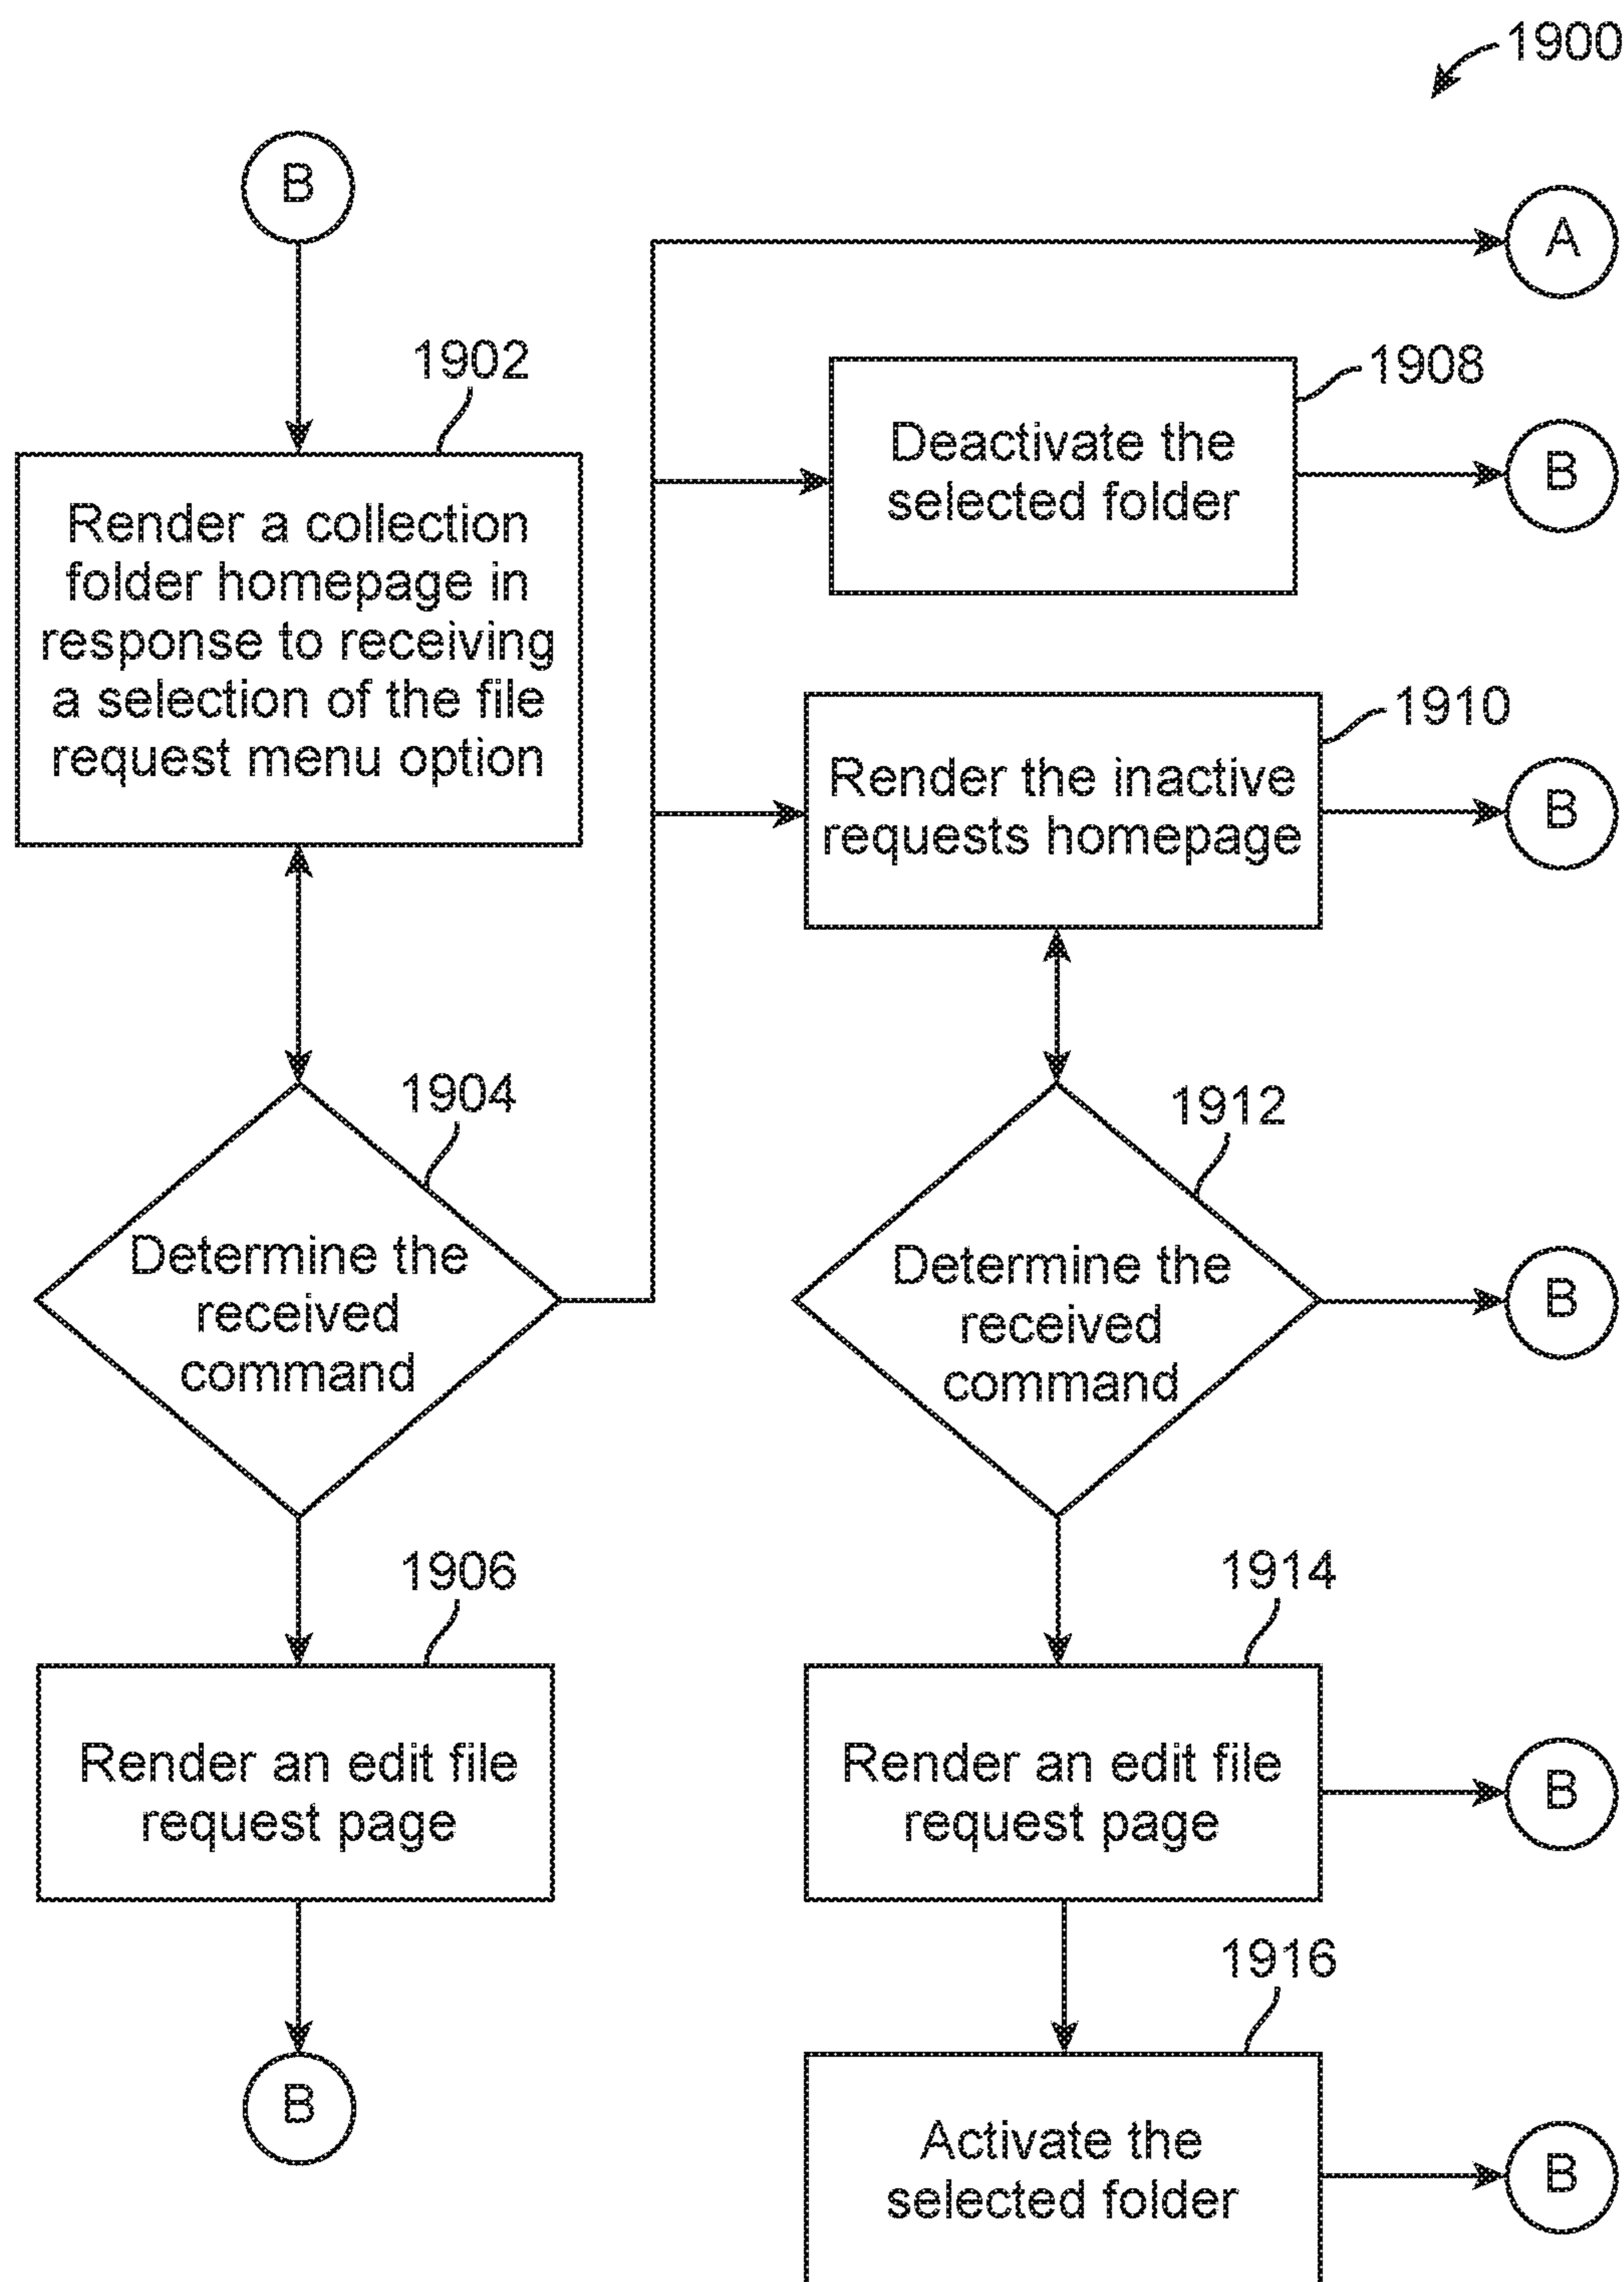 1900
B
A
1902
Render a collection
folder homepage in
response to receiving
a selection of the file
request menu option
1908
Deactivate the
selected folder
B
1910
Render the inactive
requests homepage
B
1904
Determine the
received
command
1912
Determine the
received
command
B
1906
Render an edit file
request page
B
1914
Render an edit file
request page
B
1916
Activate the
selected folder
B